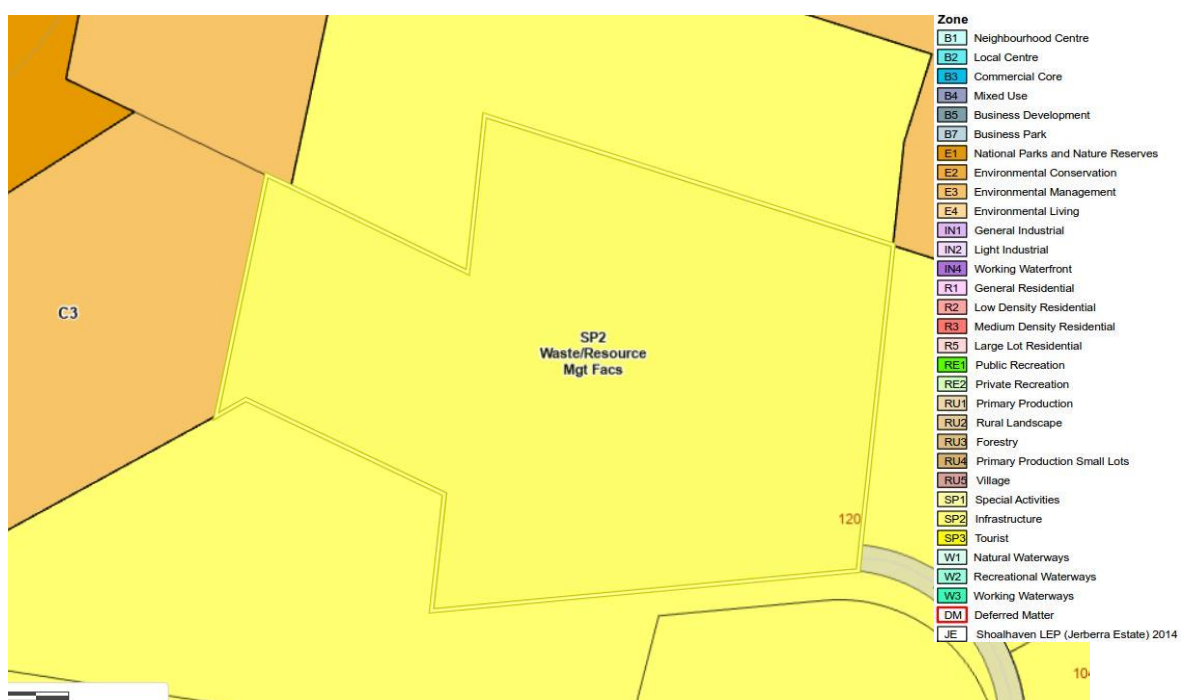 C3
SP2
Waste/Resource
Mgt Facs
120
104
Zone
B1 Neighbourhood Centre
B2 Local Centre
B3 Commercial Core
B4 Mixed Use
B5 Business Development
B7 Business Park
E1 National Parks and Nature Reserves
E2 Environmental Conservation
E3 Environmental Management
E4 Environmental Living
IN1 General Industrial
IN2 Light Industrial
IN4 Working Waterfront
R1 General Residential
R2 Low Density Residential
R3 Medium Density Residential
R5 Large Lot Residential
RE1 Public Recreation
RE2 Private Recreation
RU1 Primary Production
RU2 Rural Landscape
RU3 Forestry
RU4 Primary Production Small Lots
RU5 Village
SP1 Special Activities
SP2 Infrastructure
SP3 Tourist
W1 Natural Waterways
W2 Recreational Waterways
W3 Working Waterways
DM Deferred Matter
JE Shoalhaven LEP (Jerberra Estate) 2014